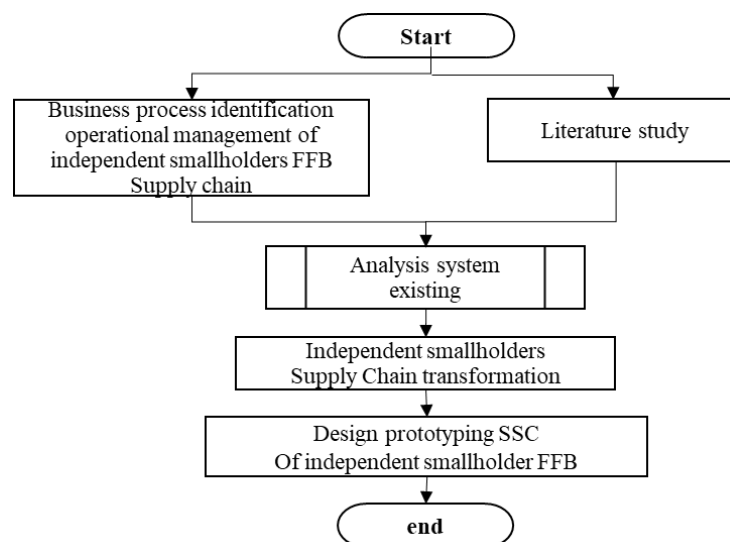 Start
Business process identification
operational management of
independent smallholders FFB
Supply chain
Literature study
Analysis system
existing
Independent smallholders
Supply Chain transformation
Design prototyping SSC
Of independent smallholder FFB
end